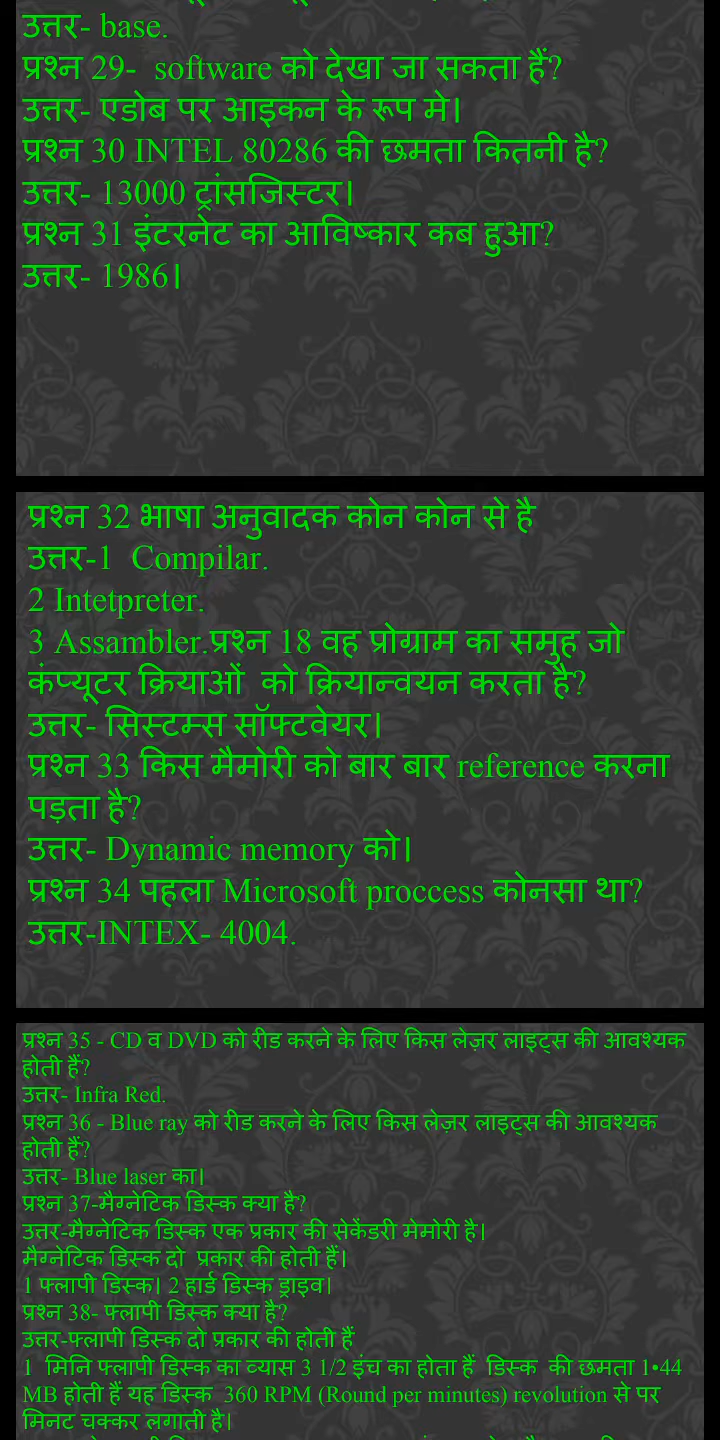 उत्तर- base.
प्रश्न 29-  software को देखा जा सकता हैं?
उत्तर- एडोब पर आइकन के रूप मे।
प्रश्न 30 INTEL 80286 की छमता कितनी है?
उत्तर- 13000 ट्रांसजिस्टर।
प्रश्न 31 इंटरनेट का आविष्कार कब हुआ?
उत्तर- 1986।
प्रश्न 32 भाषा अनुवादक कोन कोन से है
उत्तर-1  Compilar.
2 Intetpreter.
3 Assambler.प्रश्न 18 वह प्रोग्राम का समुह जो
कंप्यूटर क्रियाओं  को क्रियान्वयन करता है?
उत्तर- सिस्टम्स सॉफ्टवेयर।
प्रश्न 33 किस मैमोरी को बार बार reference करना
पड़ता है?
उत्तर- Dynamic memory को।
प्रश्न 34 पहला Microsoft proccess कोनसा था?
उत्तर-INTEX- 4004.
प्रश्न 35 - CD व DVD को रीड करने के लिए किस लेज़र लाइट्स की आवश्यक
होती हैं?
उत्तर- Infra Red.
प्रश्न 36 - Blue ray को रीड करने के लिए किस लेज़र लाइट्स की आवश्यक
होती हैं?
उत्तर- Blue laser का।
प्रश्न 37-मैग्नेटिक डिस्क क्या है?
उत्तर-मैग्नेटिक डिस्क एक प्रकार की सेकेंडरी मेमोरी है।
मैग्नेटिक डिस्क दो  प्रकार की होती हैं।
1 फ्लापी डिस्क। 2 हार्ड डिस्क ड्राइव।
प्रश्न 38- फ्लापी डिस्क क्या है?
उत्तर-फ्लापी डिस्क दो प्रकार की होती हैं
1  मिनि फ्लापी डिस्क का व्यास 3 1/2 इंच का होता हैं  डिस्क  की छमता 1•44
MB होती हैं यह डिस्क  360 RPM (Round per minutes) revolution से पर
मिनट चक्कर लगाती है।